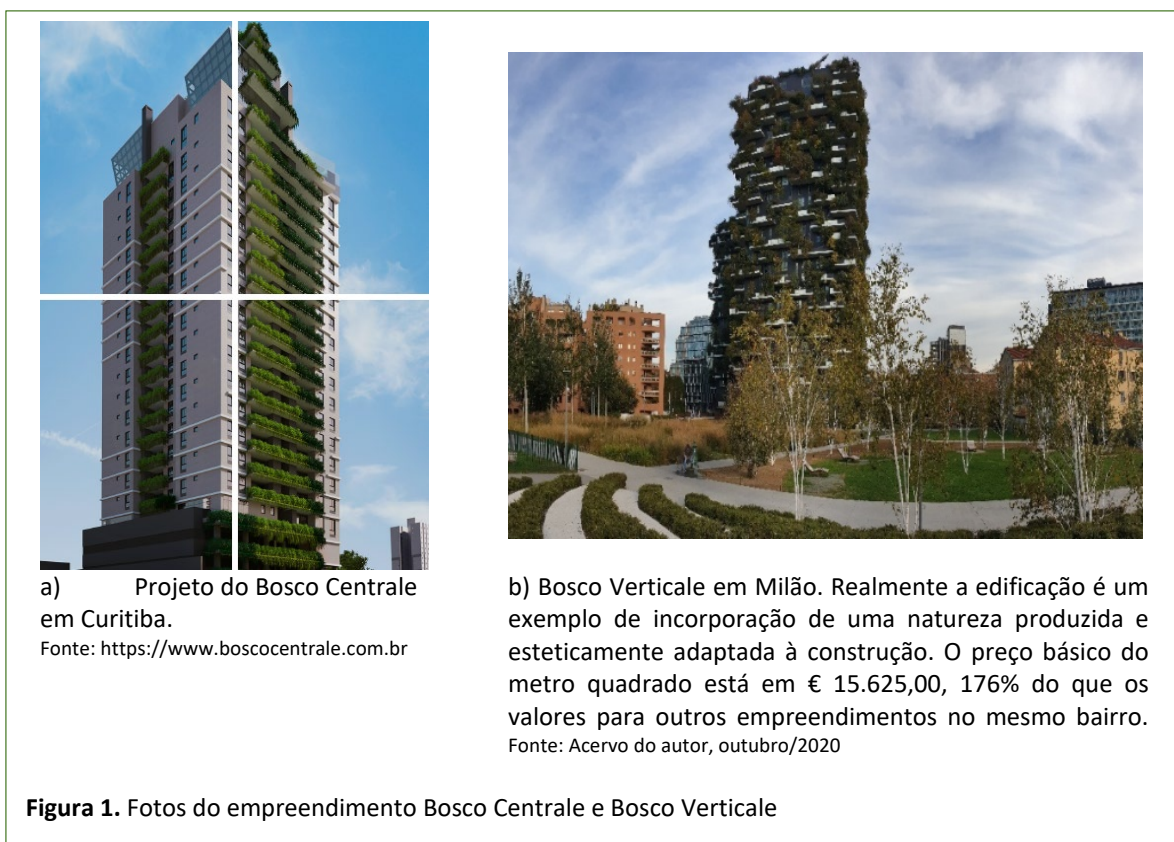 a) Projeto do Bosco Centrale
em Curitiba.
Fonte: https://www.boscocentrale.com.br
b) Bosco Verticale em Milão. Realmente a edificação é um
exemplo de incorporação de uma natureza produzida e
esteticamente adaptada à construção. O preço básico do
metro quadrado está em € 15.625,00, 176% do que os
valores para outros empreendimentos no mesmo bairro.
Fonte: Acervo do autor, outubro/2020
Figura 1. Fotos do empreendimento Bosco Centrale e Bosco Verticale